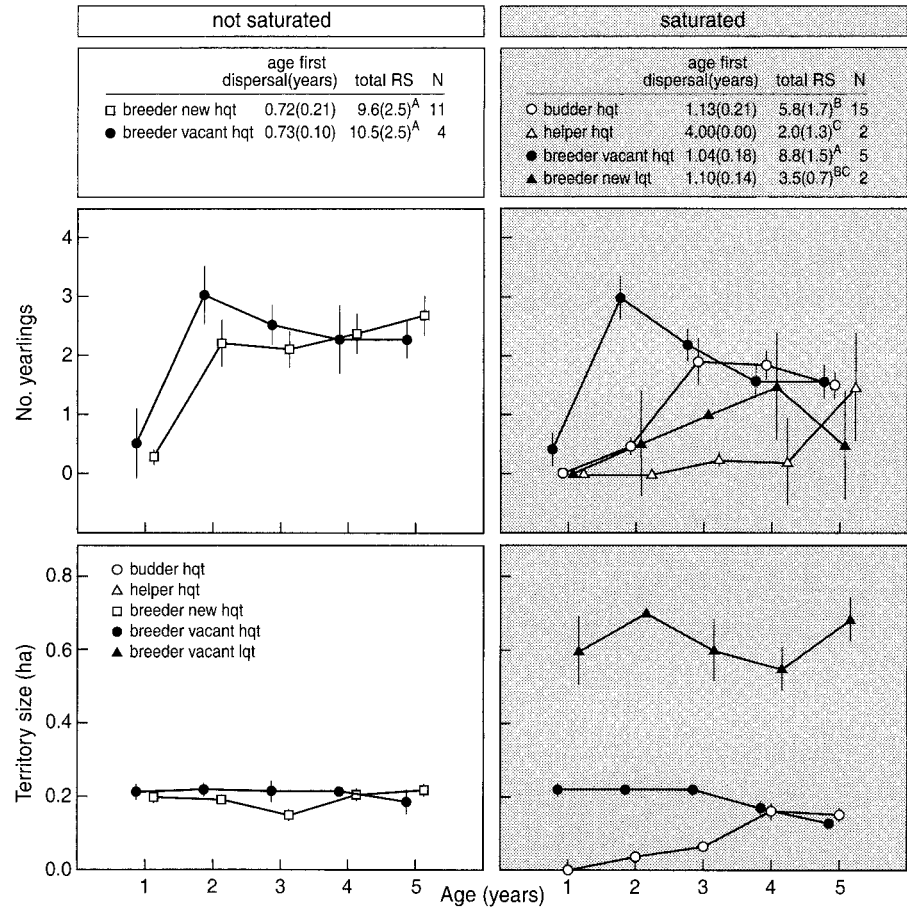 not saturated
saturated
age first
dispersal(years) total RS N
breeder new hqt 0.72(0.21) 9.6(2.5)A 11
breeder vacant hqt 0.73(0.10) 10.5(2.5)A 4
age first
dispersal(years) total RS N
budder hqt 1.13(0.21) 5.8(1.7)B 15
helper hqt 4.00(0.00) 2.0(1.3)C 2
breeder vacant hqt 1.04(0.18) 8.8(1.5)A 5
breeder new lqt 1.10(0.14) 3.5(0.7)BC 2
No. yearlings
4
3
2
1
0
Territory size (ha)
0.8
0.6
0.4
0.2
0.0
budder hqt
helper hqt
breeder new hqt
breeder vacant hqt
breeder vacant lqt
1 2 3 4 5
1 2 3 4 5
Age (years)